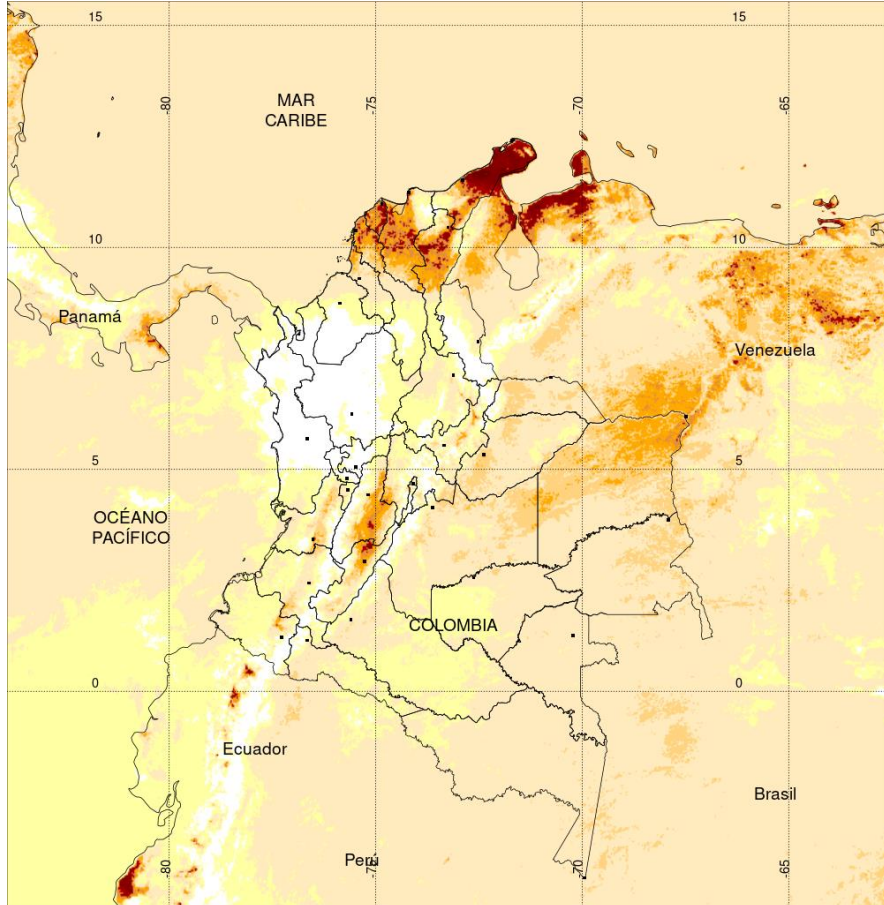 15
-80
-75
-70
-65
MAR
CARIBE
10
10
Panamá
Venezuela
5
5
OCÉANO
PACÍFICO
COLOMBIA
0
0
Ecuador
Brasil
Perú
-80
-75
-70
-65
15